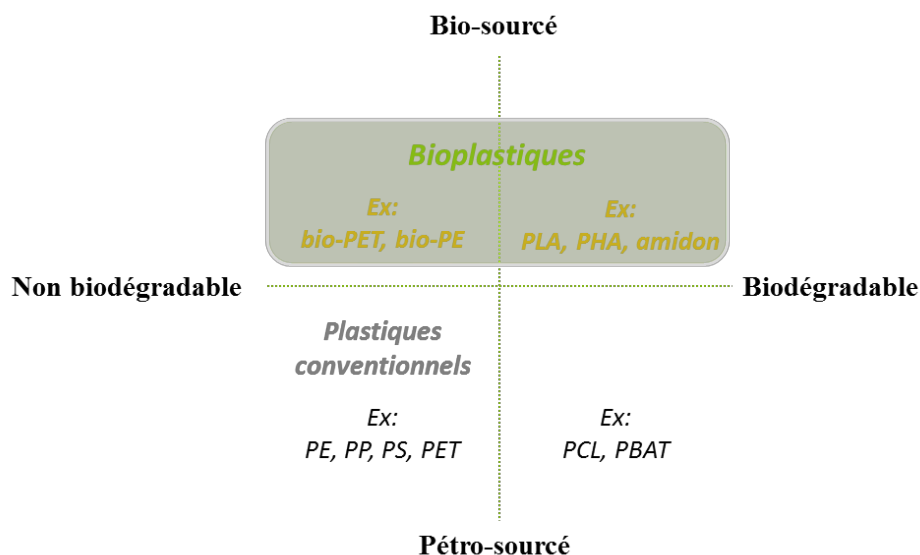 Bio-sourcé
Bioplastiques
Ex:
bio-PET, bio-PE
Ex:
PLA, PHA, amidon
Non biodégradable
Biodégradable
Plastiques
conventionnels
Ex:
PE, PP, PS, PET
Ex:
PCL, PBAT
Pétro-sourcé